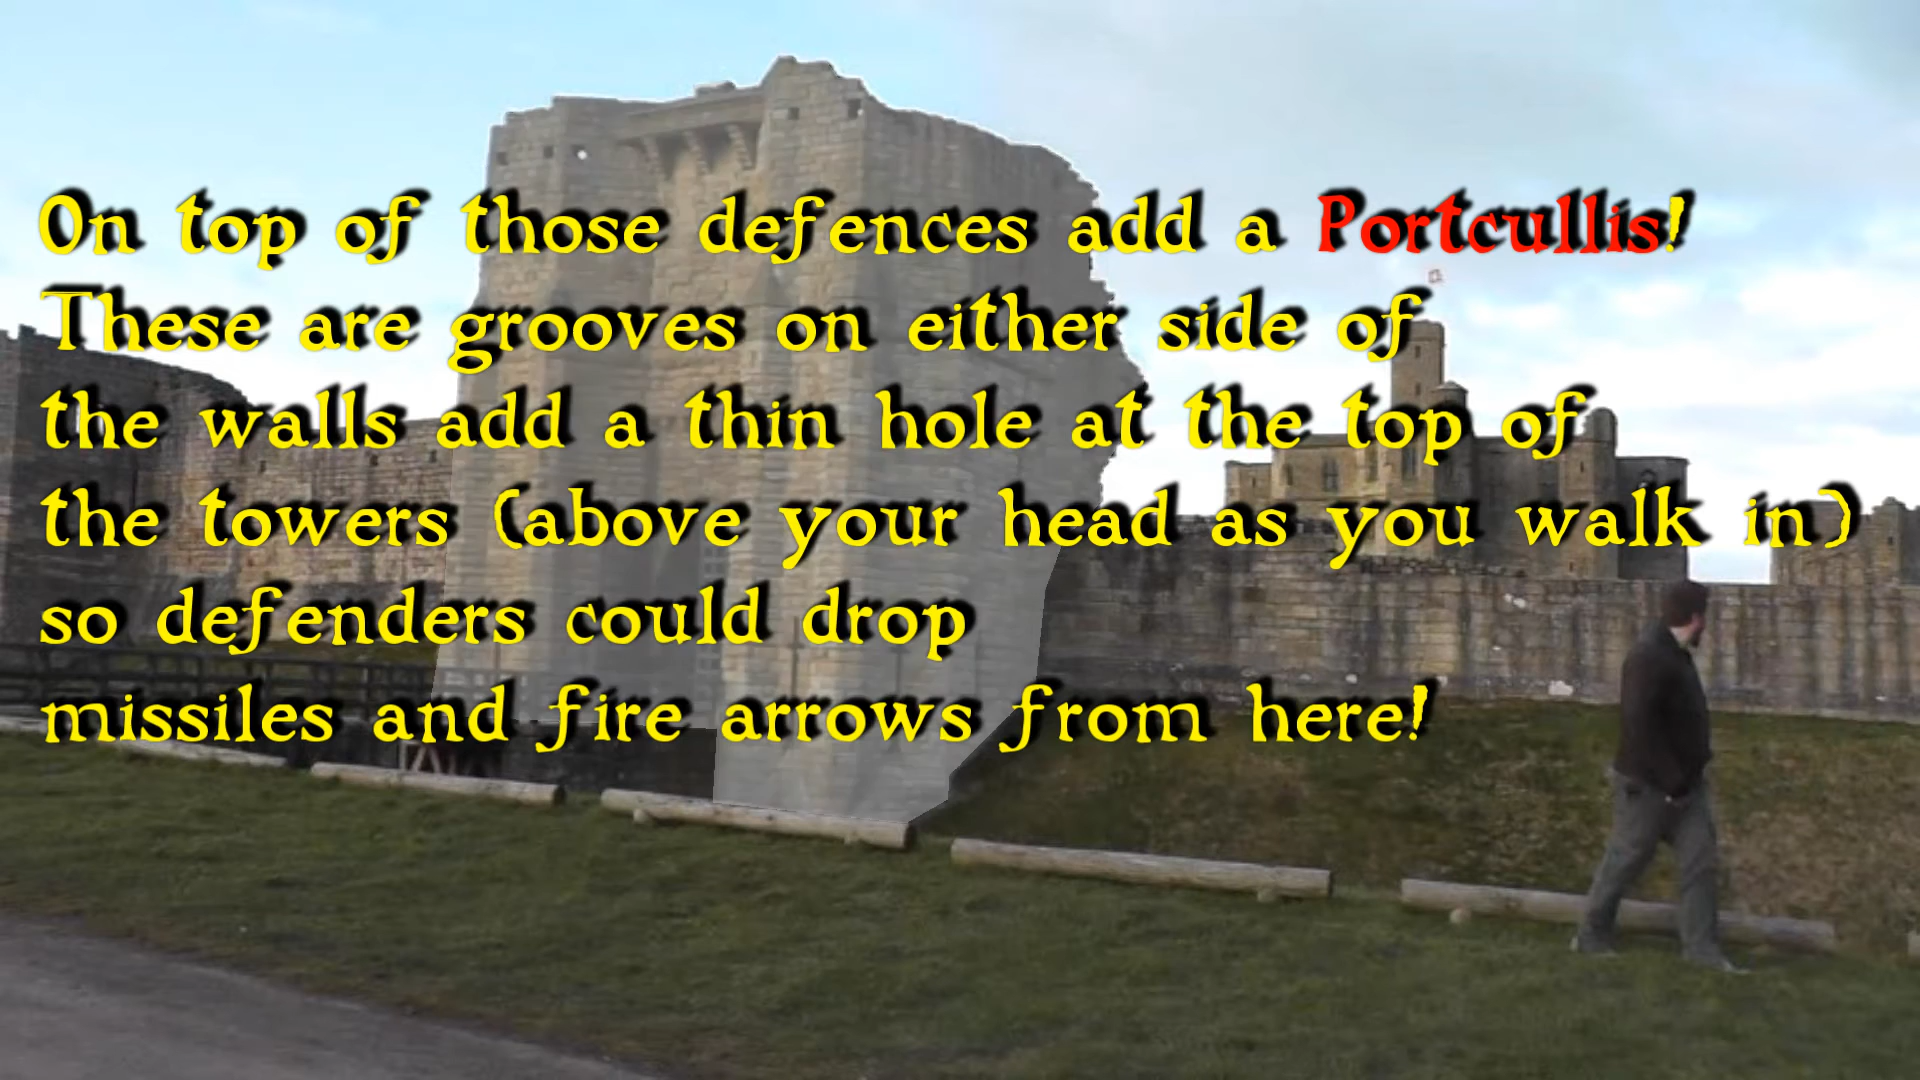 On top of those defences add a Portcullis!
These are grooves on either side of
the walls add a thin hole at the top of
the towers (above your head as you walk in)
so defenders could drop
missiles and fire arrows from here!